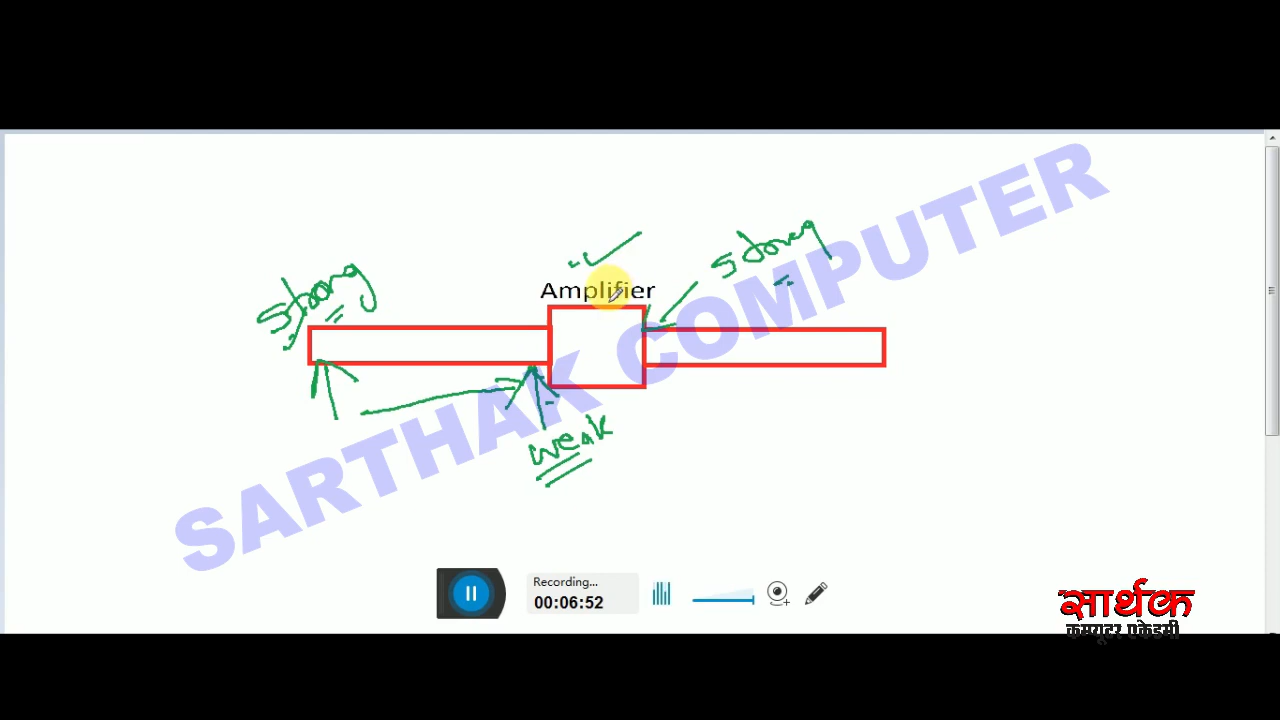 SARTHAK COMPUTER
strong
strong
Amplifier
weak
Recording...
00:06:52
सार्थक
कम्प्यूटर एकेडमी